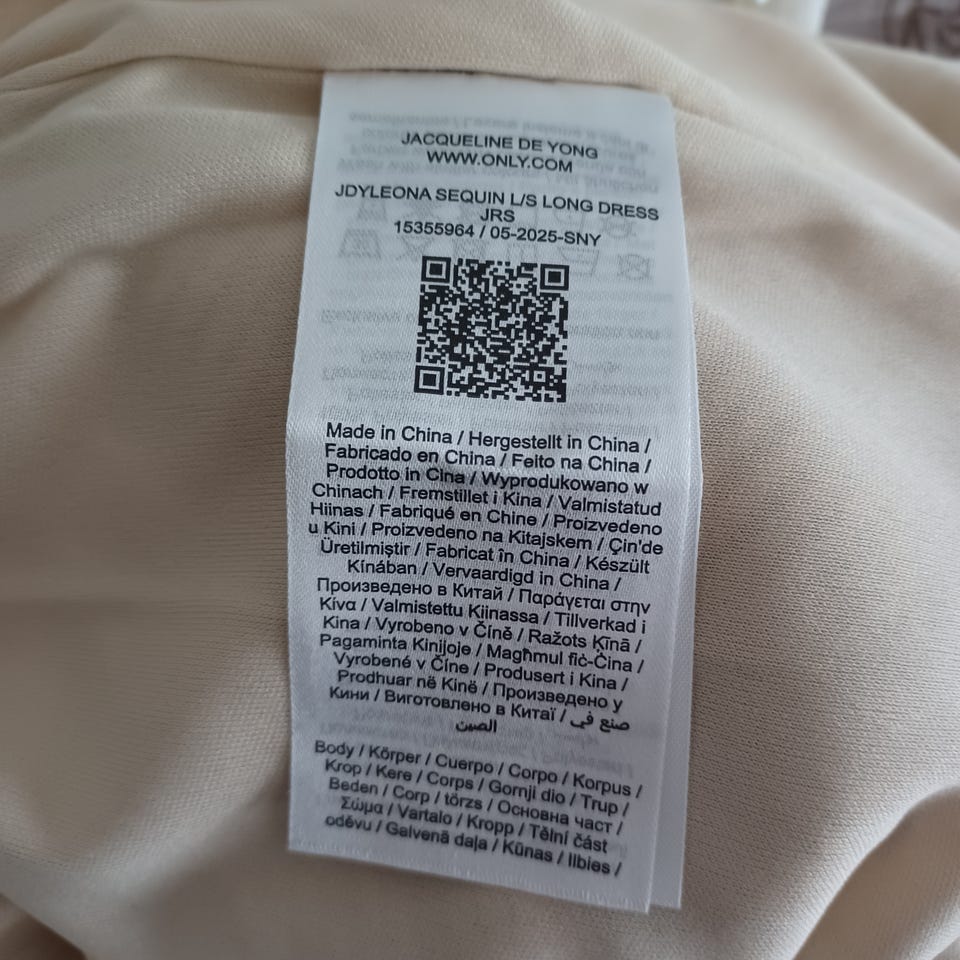 JACQUELINE DE YONG
WWW.ONLY.COM
JDYLEONA SEQUIN L/S LONG DRESS
JRS
15355964 / 05-2025-SNY
Made in China / Hergestellt in China /
Fabricado en China / Feito na China /
Prodotto in Cina / Wyprodukowano w
Chinach / Fremstillet i Kina / Valmistatud
Hiinas / Fabriqué en Chine / Proizvedeno
u Kini / Proizvedeno na Kitajskem / Çin'de
Üretilmiştir / Fabricat în China / Készült
Kínában / Vervaardigd in China /
Произведено в Китай / Παράγεται στην
Κίνα / Valmistettu Kiinassa / Tillverkad i
Kina / Vyrobeno v Číně / Ražots Ķīnā /
Pagaminta Kinijoje / Magħmul fiċ-Ċina /
Vyrobené v Číne / Produsert i Kina /
Prodhuar në Kinë / Произведено у
Кини / Виготовлено в Китаї / صنع في
الصين
Body / Körper / Cuerpo / Corpo / Korpus /
Krop / Kere / Corps / Gornji dio / Trup /
Beden / Corp / törzs / Основна част /
Σώμα / Vartalo / Kropp / Tělní část
oděvu / Galvenā daļa / Kūnas / Ilbies /